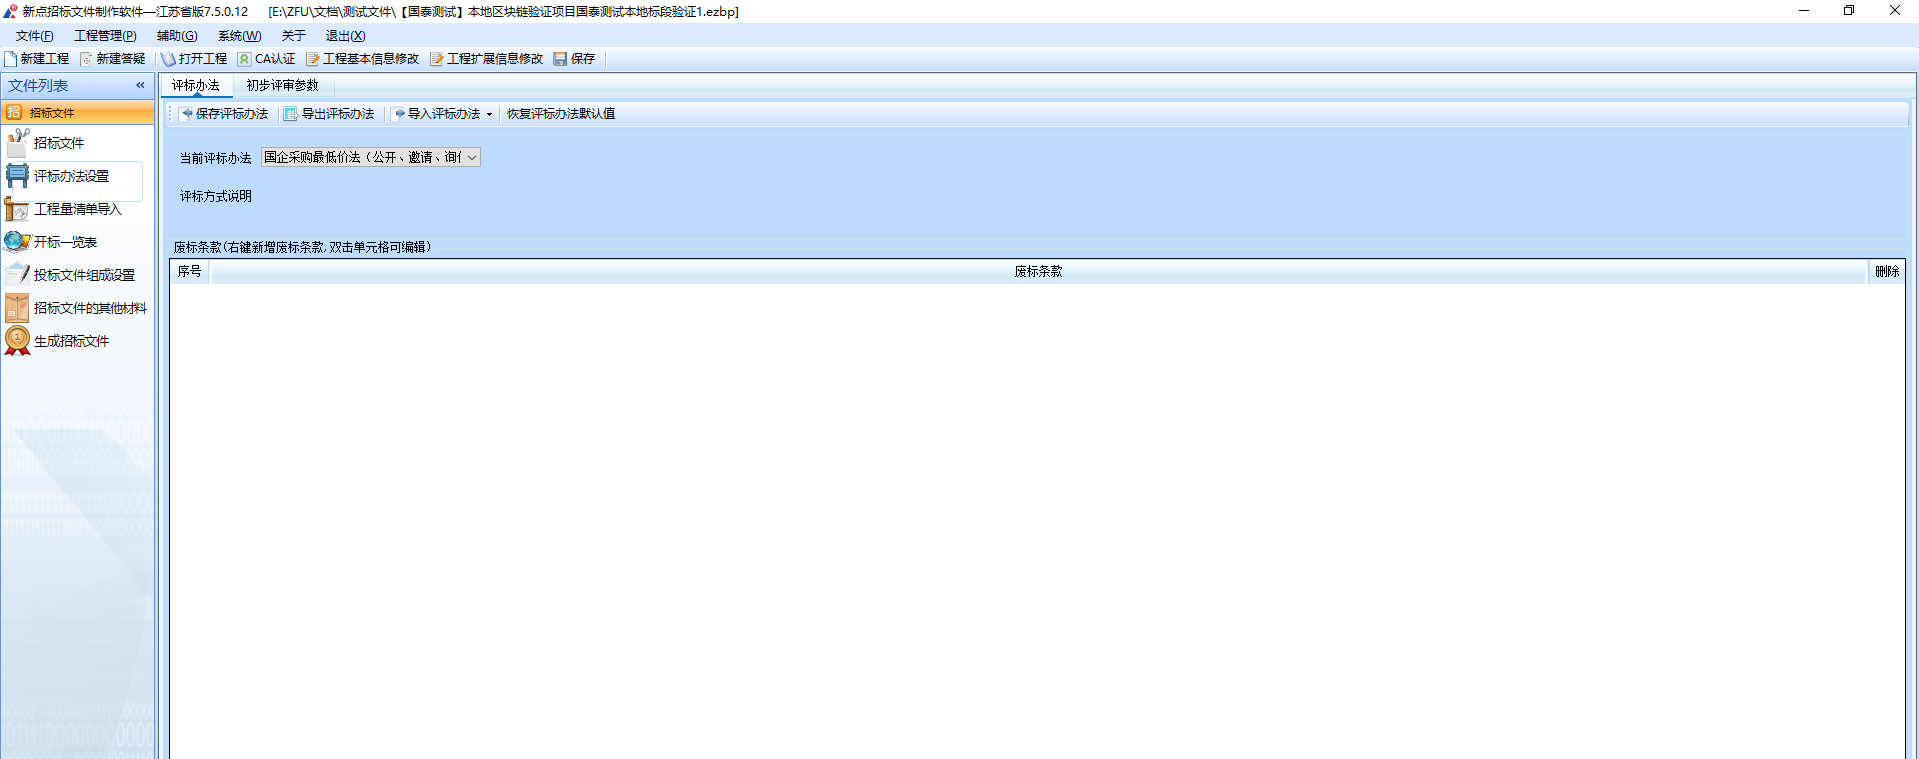 新点招标文件制作软件—江苏省版7.5.0.12 [E:\ZFU\文档\测试文件\【国泰测试】本地区块链验证项目国泰测试本地标段验证1.ezbp]
文件(F) 工程管理(P) 辅助(G) 系统(W) 关于 退出(X)
新建工程 新建答疑 打开工程 CA认证 工程基本信息修改 工程扩展信息修改 保存
文件列表 «
招 招标文件
招标文件
评标办法设置
工程量清单导入
开标一览表
投标文件组成设置
招标文件的其他材料
生成招标文件
评标办法 初步评审参数
保存评标办法 导出评标办法 导入评标办法 恢复评标办法默认值
当前评标办法 国企采购最低价法（公开、邀请、询
评标方式说明
废标条款(右键新增废标条款,双击单元格可编辑)
序号 废标条款 删除